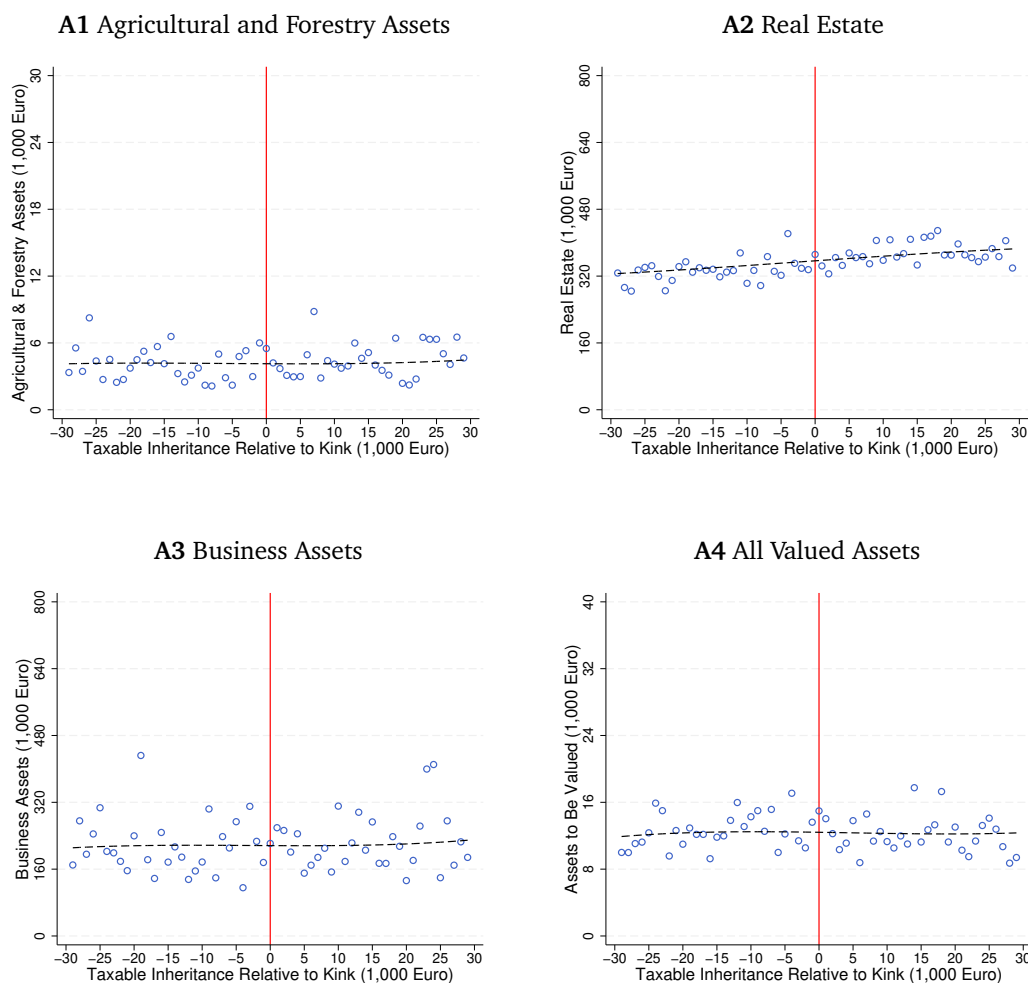 A1 Agricultural and Forestry Assets
Agricultural & Forestry Assets (1,000 Euro)
30
24
18
12
6
0
−30 −25 −20 −15 −10 −5 0 5 10 15 20 25 30
Taxable Inheritance Relative to Kink (1,000 Euro)
A2 Real Estate
Real Estate (1,000 Euro)
800
640
480
320
160
0
−30 −25 −20 −15 −10 −5 0 5 10 15 20 25 30
Taxable Inheritance Relative to Kink (1,000 Euro)
A3 Business Assets
Business Assets (1,000 Euro)
800
640
480
320
160
0
−30 −25 −20 −15 −10 −5 0 5 10 15 20 25 30
Taxable Inheritance Relative to Kink (1,000 Euro)
A4 All Valued Assets
Assets to Be Valued (1,000 Euro)
40
32
24
16
8
0
−30 −25 −20 −15 −10 −5 0 5 10 15 20 25 30
Taxable Inheritance Relative to Kink (1,000 Euro)